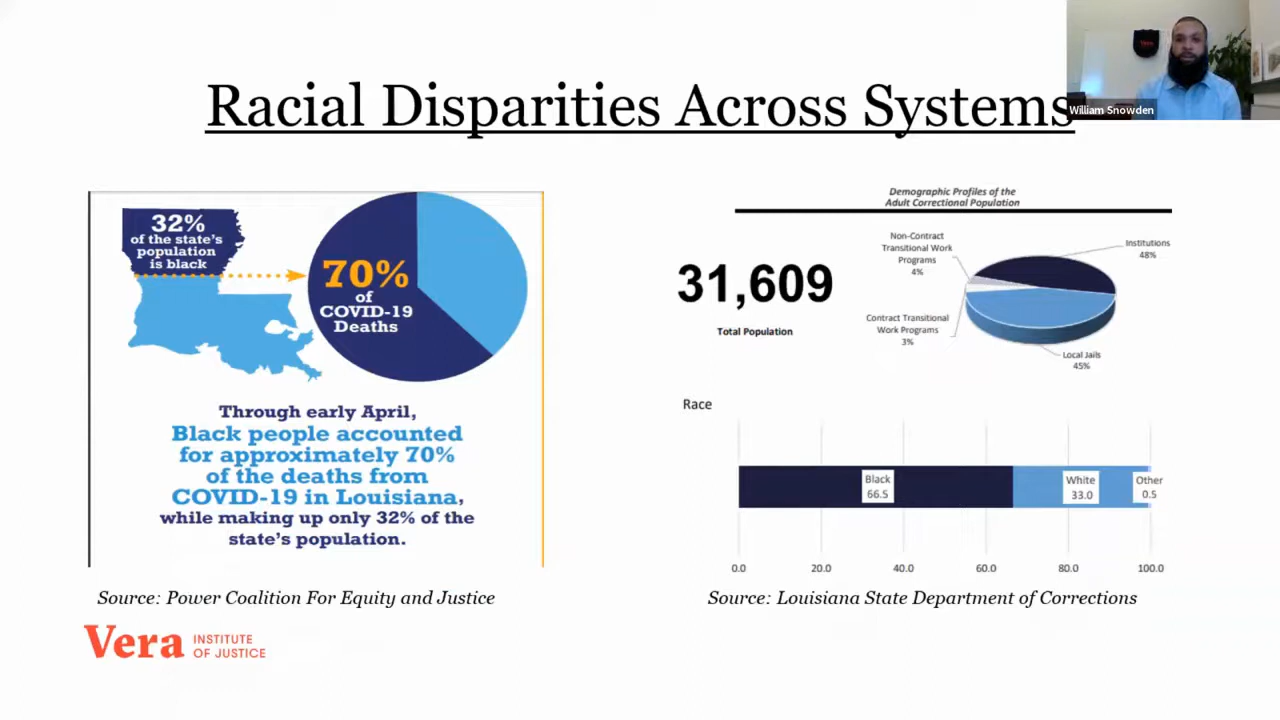 William Snowden
Racial Disparities Across Systems
32%
of the state's
population
is black
70%
of
COVID-19
Deaths
Through early April,
Black people accounted
for approximately 70%
of the deaths from
COVID-19 in Louisiana,
while making up only 32% of the
state's population.
Source: Power Coalition For Equity and Justice
Demographic Profiles of the
Adult Correctional Population
31,609
Total Population
Non-Contract
Transitional Work
Programs
4%
Institutions
48%
Contract Transitional
Work Programs
3%
Local Jails
45%
Race
Black
66.5
White
33.0
Other
0.5
0.0 20.0 40.0 60.0 80.0 100.0
Source: Louisiana State Department of Corrections
Vera INSTITUTE
OF JUSTICE